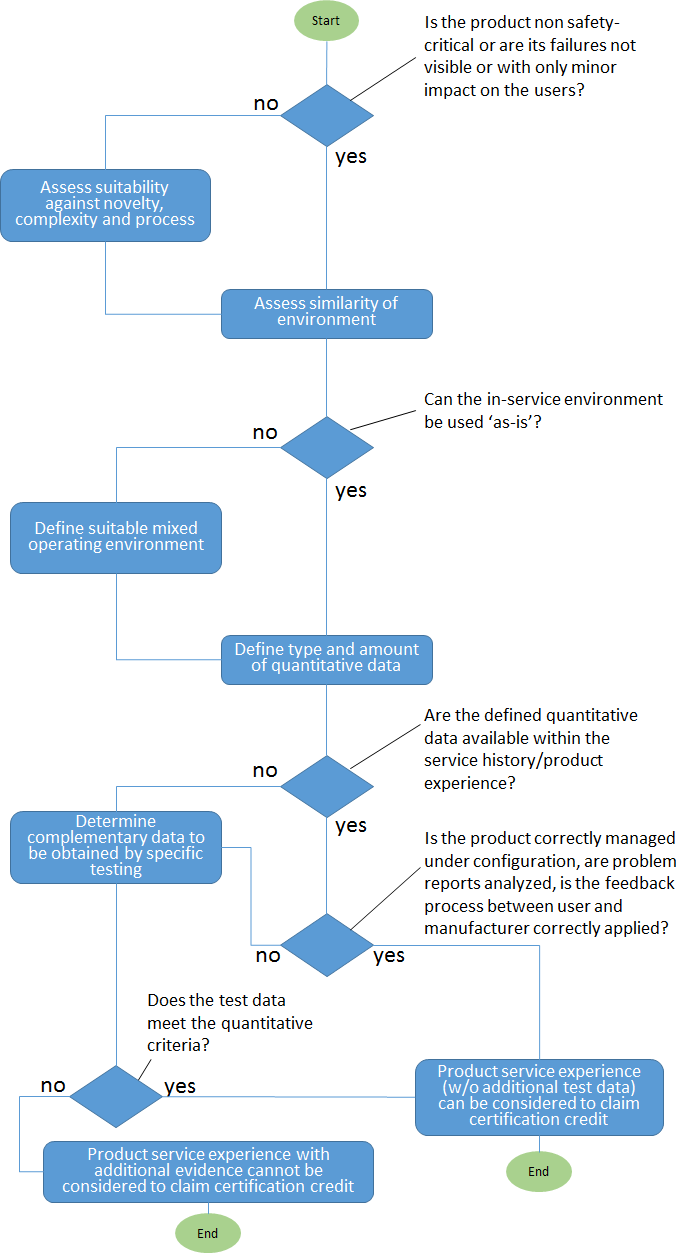 Start
Is the product non safety-
critical or are its failures not
visible or with only minor
impact on the users?
no
yes
Assess suitability
against novelty,
complexity and process
Assess similarity of
environment
Can the in-service environment
be used ‘as-is’?
no
yes
Define suitable mixed
operating environment
Define type and amount
of quantitative data
Are the defined quantitative
data available within the
service history/product
experience?
no
yes
Determine
complementary data to
be obtained by specific
testing
Is the product correctly managed
under configuration, are problem
reports analyzed, is the feedback
process between user and
manufacturer correctly applied?
no
yes
Does the test data
meet the quantitative
criteria?
no
yes
Product service experience
(w/o additional test data)
can be considered to claim
certification credit
Product service experience with
additional evidence cannot be
considered to claim certification credit
End
End